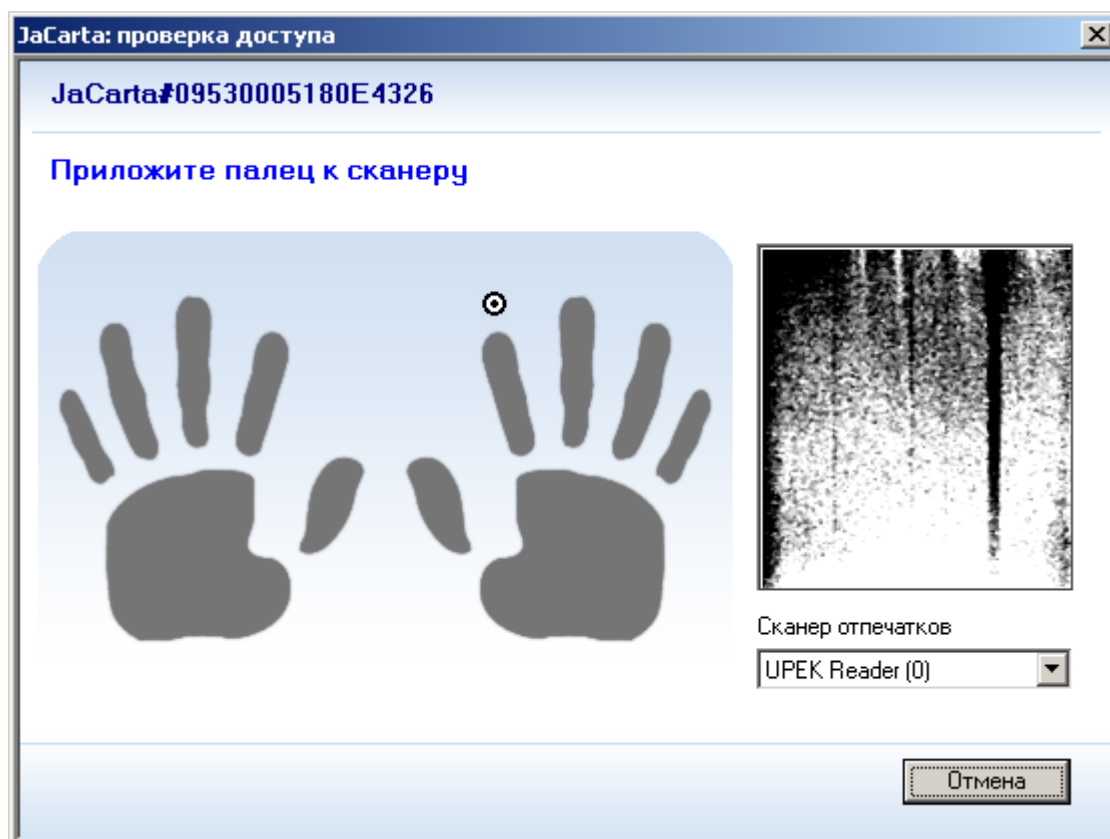 JaCarta: проверка доступа
JaCarta#09530005180E4326
Приложите палец к сканеру
Сканер отпечатков
UPEK Reader (0)
Отмена